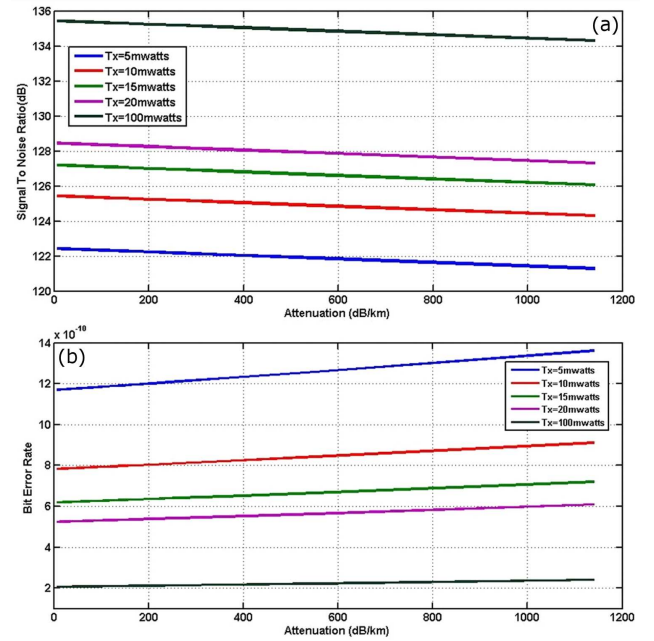 (a)
136
134
132
130
128
126
124
122
120
Signal To Noise Ratio(dB)
Tx=5mwatts
Tx=10mwatts
Tx=15mwatts
Tx=20mwatts
Tx=100mwatts
0 200 400 600 800 1000 1200
Attenuation (dB/km)
x 10⁻¹⁰
(b)
14
12
10
8
6
4
2
Bit Error Rate
Tx=5mwatts
Tx=10mwatts
Tx=15mwatts
Tx=20mwatts
Tx=100mwatts
0 200 400 600 800 1000 1200
Attenuation (dB/km)